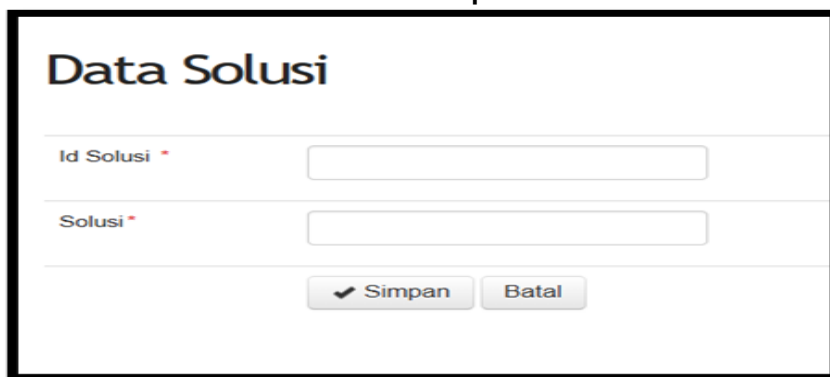 Data Solusi
Id Solusi *
Solusi *
✔ Simpan Batal